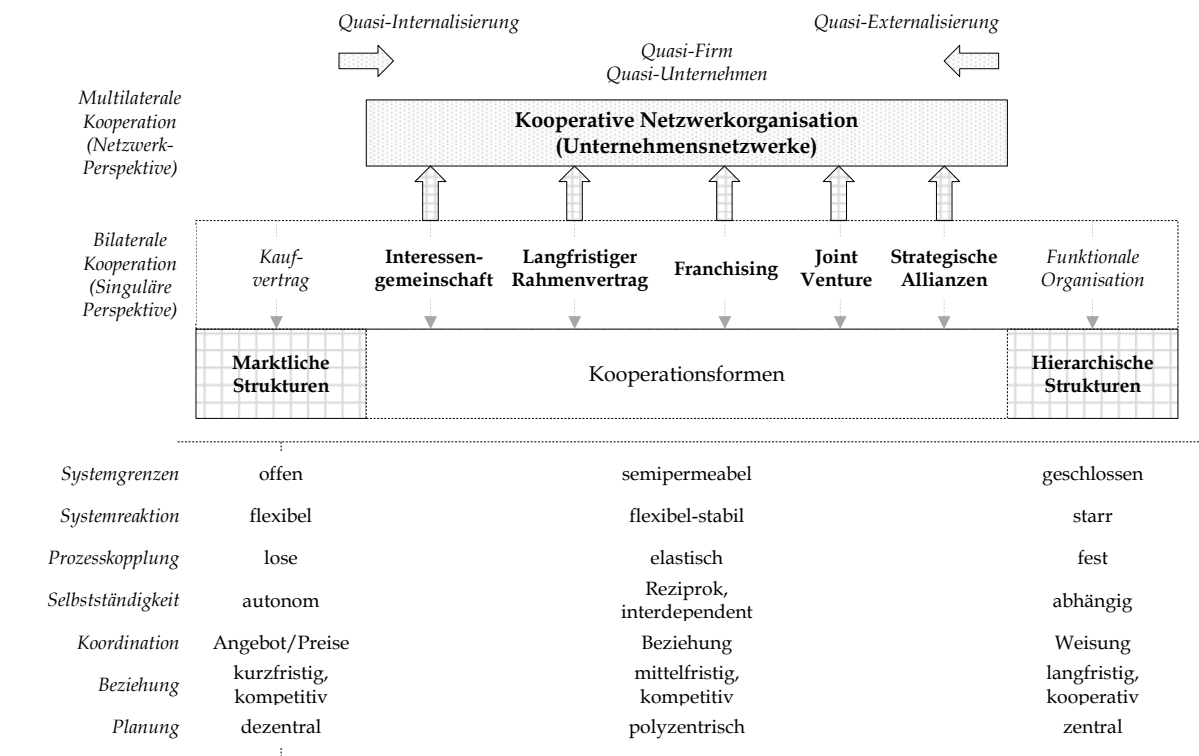 Quasi-Internalisierung
Quasi-Externalisierung
Quasi-Firm
Quasi-Unternehmen
Multilaterale
Kooperation
(Netzwerk-
Perspektive)
Kooperative Netzwerkorganisation
(Unternehmensnetzwerke)
Bilaterale
Kooperation
(Singuläre
Perspektive)
Kauf-
vertrag
Interessen-
gemeinschaft
Langfristiger
Rahmenvertrag
Franchising
Joint
Venture
Strategische
Allianzen
Funktionale
Organisation
Marktliche
Strukturen
Kooperationsformen
Hierarchische
Strukturen
Systemgrenzen offen semipermeabel geschlossen
Systemreaktion flexibel flexibel-stabil starr
Prozesskopplung lose elastisch fest
Selbstständigkeit autonom Reziprok, abhängig
interdependent
Koordination Angebot/Preise Beziehung Weisung
Beziehung kurzfristig, mittelfristig, langfristig,
kompetitiv kompetitiv kooperativ
Planung dezentral polyzentrisch zentral